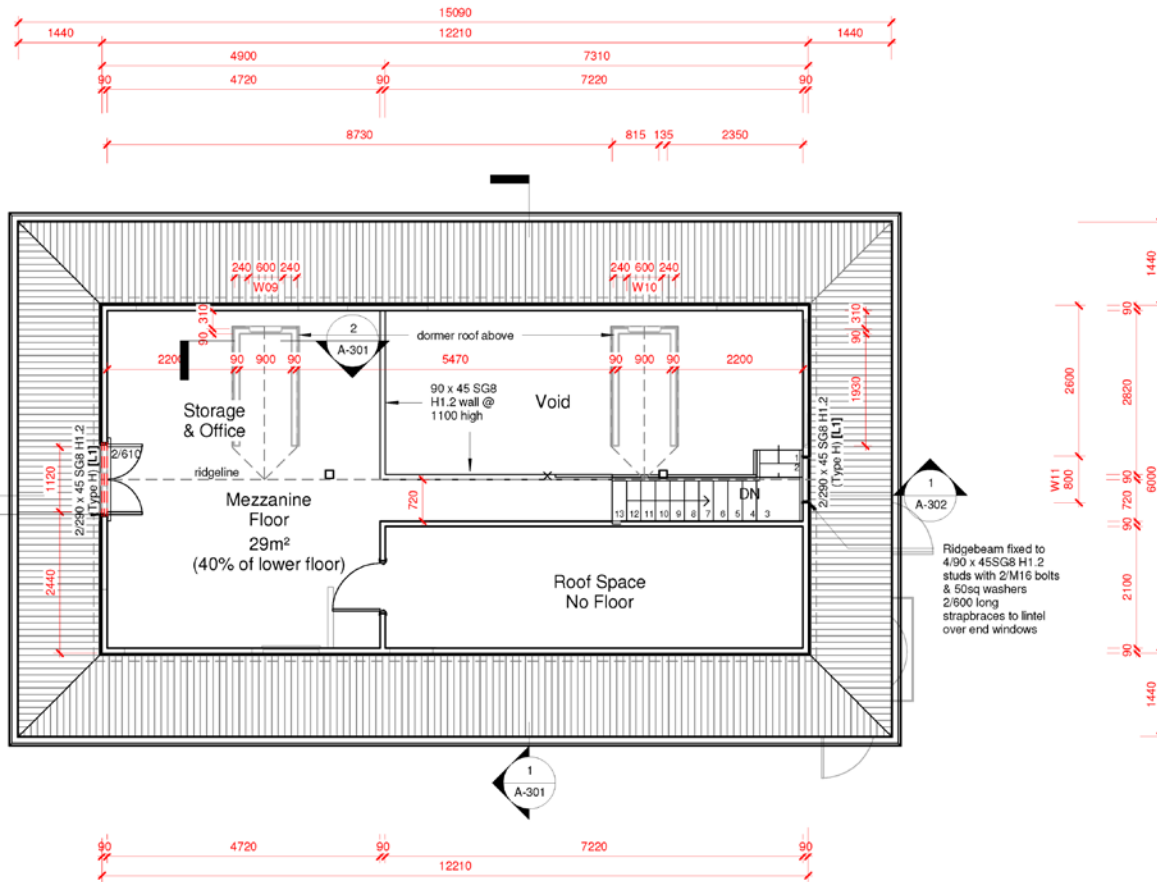 15090
1440 12210 1440
4900 7310
90 4720 90 7220 90
8730 815 135 2350
1440
240 600 240
W09
240 600 240
W10
310
90
310
90
2
A-301
dormer roof above
2200 90 900 90 5470 90 900 90 2200
90 x 45 SG8
H1.2 wall @
1100 high
Void
Storage
& Office
1930
2600
2820
90
2/290 x 45 SG8 H1.2
(Type H) [L1]
2/610
1120
ridgeline
2/290 x 45 SG8 H1.2
(Type H) [L1]
1
2
DN
13 12 11 10 9 8 7 6 5 4 3
720
W11
800
90
720
90
6000
1
A-302
Mezzanine
Floor
29m²
(40% of lower floor)
2440
Roof Space
No Floor
Ridgebeam fixed to
4/90 x 45SG8 H1.2
studs with 2/M16 bolts
& 50sq washers
2/600 long
strapbraces to lintel
over end windows
2100
90
1440
1
A-301
90 4720 90 7220 90
12210